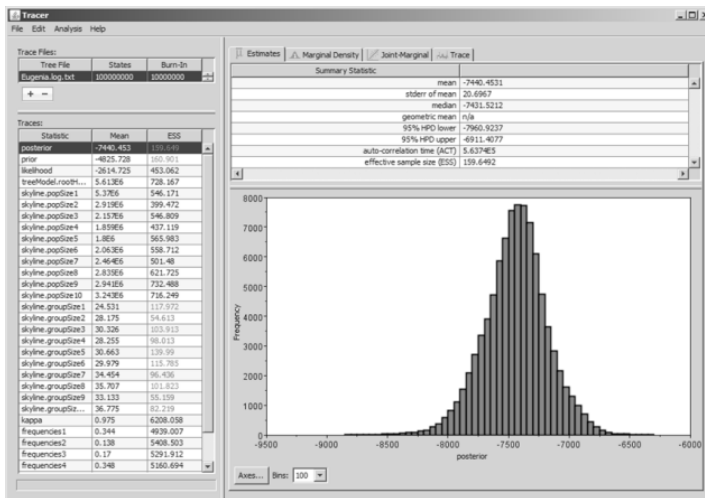 Tracer
File Edit Analysis Help
Trace Files:
Tree File States Burn-In
Eugenia.log.txt 100000000 10000000
+ -
Traces:
Statistic Mean ESS
posterior -7440.453 159.649
prior -4825.728 160.901
likelihood -2614.725 453.062
treeModel.rootH... 5.613E6 728.167
skyline.popSize1 5.37E6 546.171
skyline.popSize2 2.919E6 399.472
skyline.popSize3 2.157E6 546.809
skyline.popSize4 1.859E6 437.119
skyline.popSize5 1.8E6 565.983
skyline.popSize6 2.063E6 558.712
skyline.popSize7 2.464E6 501.48
skyline.popSize8 2.835E6 621.725
skyline.popSize9 2.941E6 732.488
skyline.popSize10 3.243E6 716.249
skyline.groupSize1 24.531 117.972
skyline.groupSize2 28.175 54.613
skyline.groupSize3 30.326 103.913
skyline.groupSize4 28.255 98.013
skyline.groupSize5 30.663 139.99
skyline.groupSize6 29.979 115.785
skyline.groupSize7 34.454 96.436
skyline.groupSize8 35.707 101.823
skyline.groupSize9 33.133 55.159
skyline.groupSiz... 36.775 82.219
kappa 0.975 6208.058
frequencies1 0.344 4939.007
frequencies2 0.138 5408.503
frequencies3 0.17 5291.912
frequencies4 0.348 5160.694
Estimates Marginal Density Joint-Marginal Trace
Summary Statistic
mean -7440.4531
stderr of mean 20.6967
median -7431.5212
geometric mean n/a
95% HPD lower -7960.9237
95% HPD upper -6911.4077
auto-correlation time (ACT) 5.6374E5
effective sample size (ESS) 159.6492
8000
7000
6000
5000
4000
3000
2000
1000
0
Frequency
-9500 -9000 -8500 -8000 -7500 -7000 -6500 -6000
posterior
Axes... Bins: 100